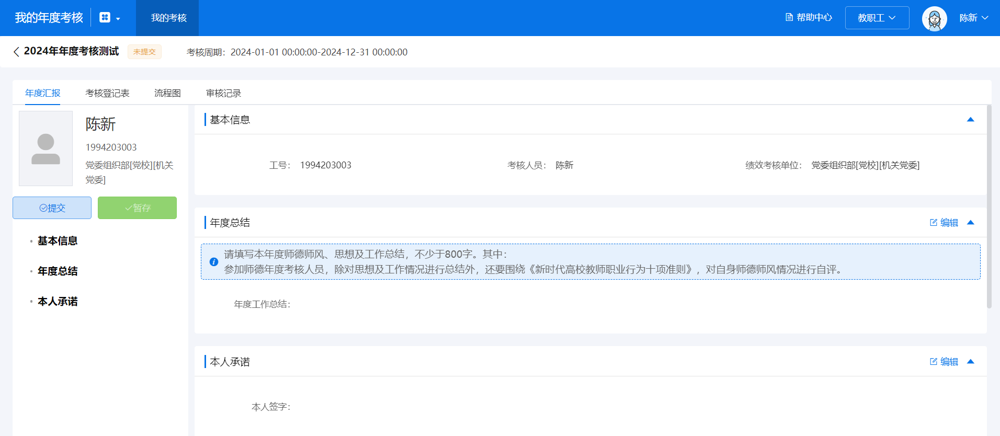 我的年度考核
我的考核
帮助中心
教职工
陈新
2024年年度考核测试
未提交
考核周期：2024-01-01 00:00:00-2024-12-31 00:00:00
年度汇报
考核登记表
流程图
审核记录
陈新
1994203003
党委组织部[党校][机关
党委]
提交
暂存
基本信息
年度总结
本人承诺
基本信息
工号： 1994203003
考核人员： 陈新
绩效考核单位： 党委组织部[党校][机关党委]
年度总结
编辑
请填写本年度师德师风、思想及工作总结，不少于800字。其中：
参加师德年度考核人员，除对思想及工作情况进行总结外，还要围绕《新时代高校教师职业行为十项准则》，对自身师德师风情况进行自评。
年度工作总结：
本人承诺
编辑
本人签字：